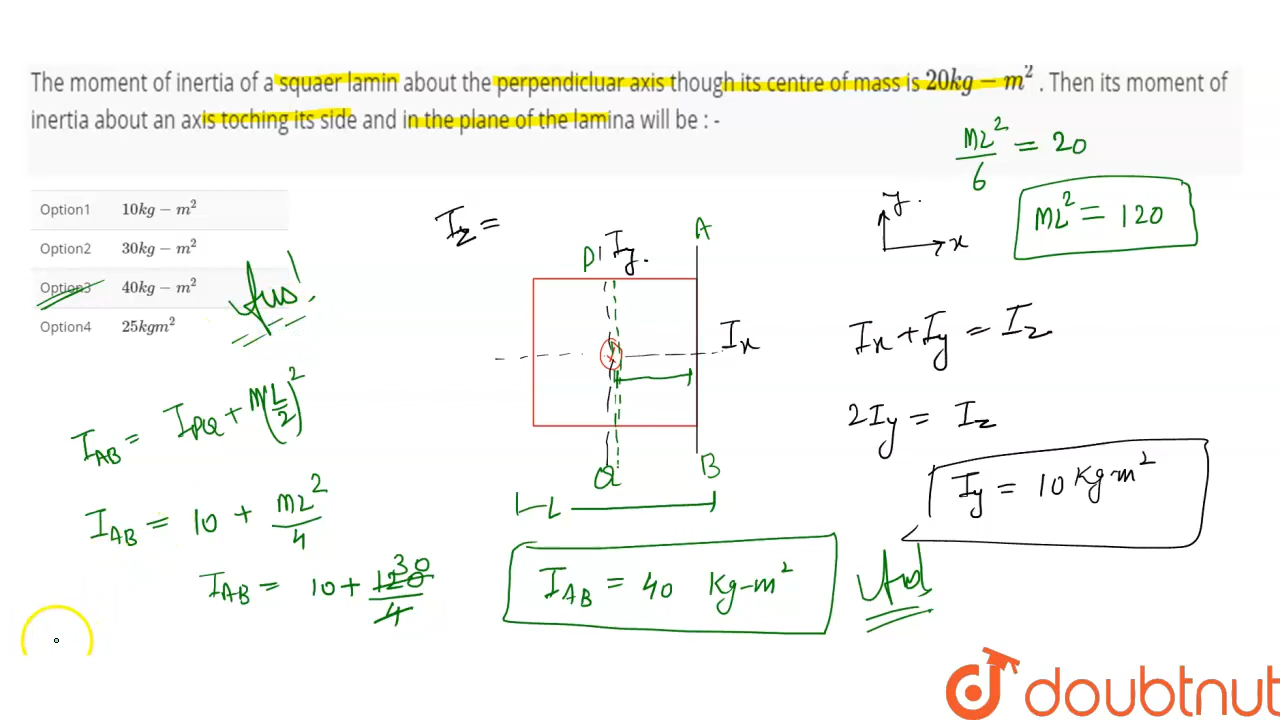 The moment of inertia of a squaer lamin about the perpendicluar axis though its centre of mass is 20kg − m². Then its moment of
inertia about an axis toching its side and in the plane of the lamina will be : -
Option1 10kg − m²
Option2 30kg − m²
Option3 40kg − m²
Option4 25kgm²
Ans!
mL²/6 = 20
mL² = 120
y
x
I_z =
P
I_y
A
I_x
Q
B
L
I_x + I_y = I_z
2I_y = I_z
I_y = 10 Kg-m²
I_AB = I_PQ + M(L/2)²
I_AB = 10 + mL²/4
I_AB = 10 + 120/4 30
I_AB = 40 Kg-m²
Ans
doubtnut